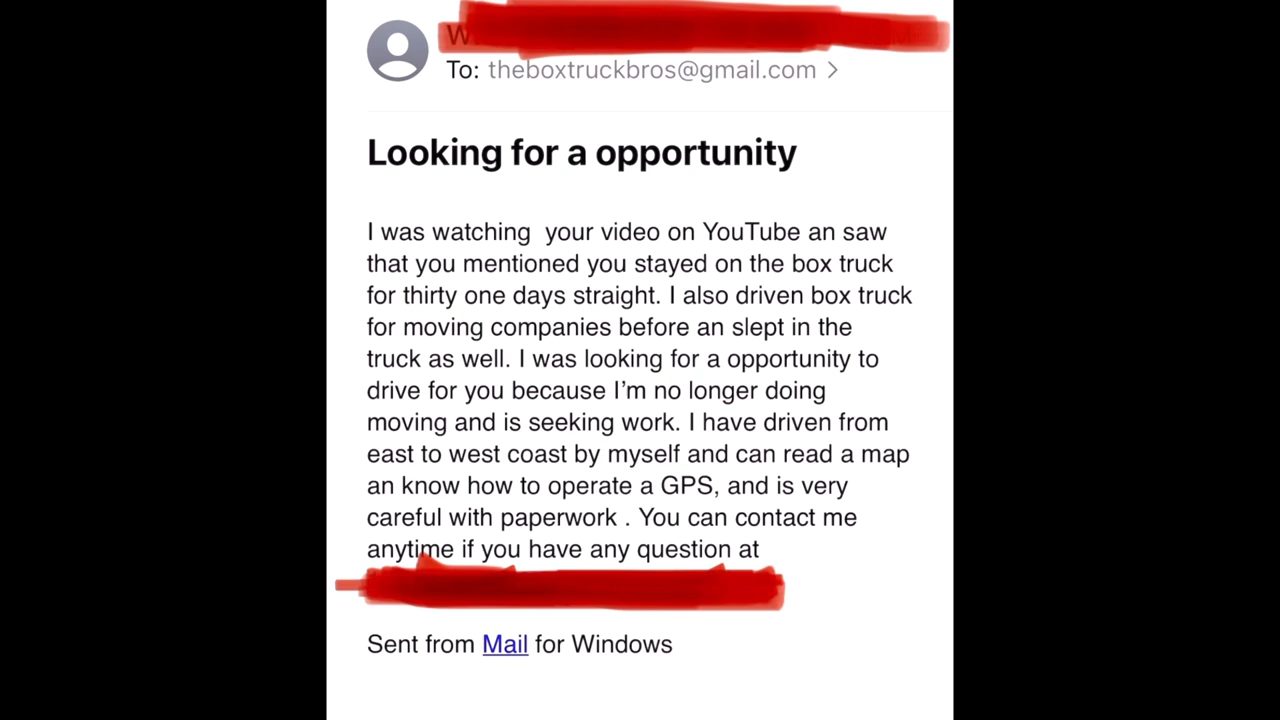 To: theboxtruckbros@gmail.com >
Looking for a opportunity
I was watching  your video on YouTube an saw
that you mentioned you stayed on the box truck
for thirty one days straight. I also driven box truck
for moving companies before an slept in the
truck as well. I was looking for a opportunity to
drive for you because I’m no longer doing
moving and is seeking work. I have driven from
east to west coast by myself and can read a map
an know how to operate a GPS, and is very
careful with paperwork . You can contact me
anytime if you have any question at
Sent from Mail for Windows